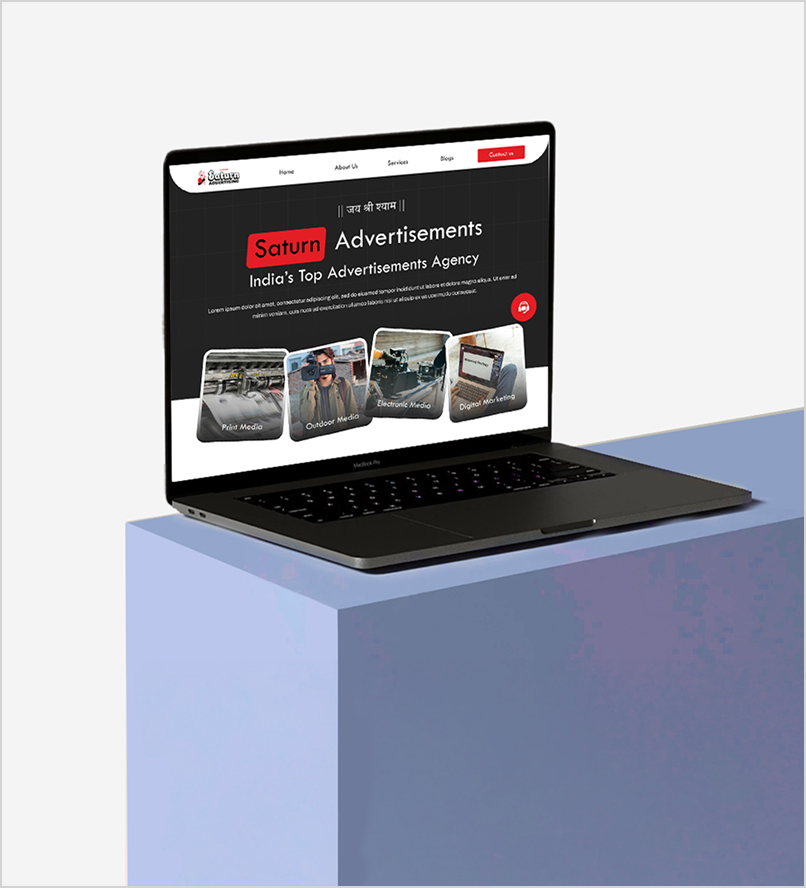 Saturn
ADVERTISING
Home
About Us
Services
Blogs
Contact us
|| जय श्री श्याम ||
Saturn Advertisements
India's Top Advertisements Agency
Lorem ipsum dolor sit amet, consectetur adipiscing elit, sed do eiusmod tempor incididunt ut labore et dolore magna aliqua. Ut enim ad
minim veniam, quis nostrud exercitation ullamco laboris nisi ut aliquip ex ea commodo consequat.
Print Media
Outdoor Media
Electronic Media
Digital Marketing
MacBook Pro